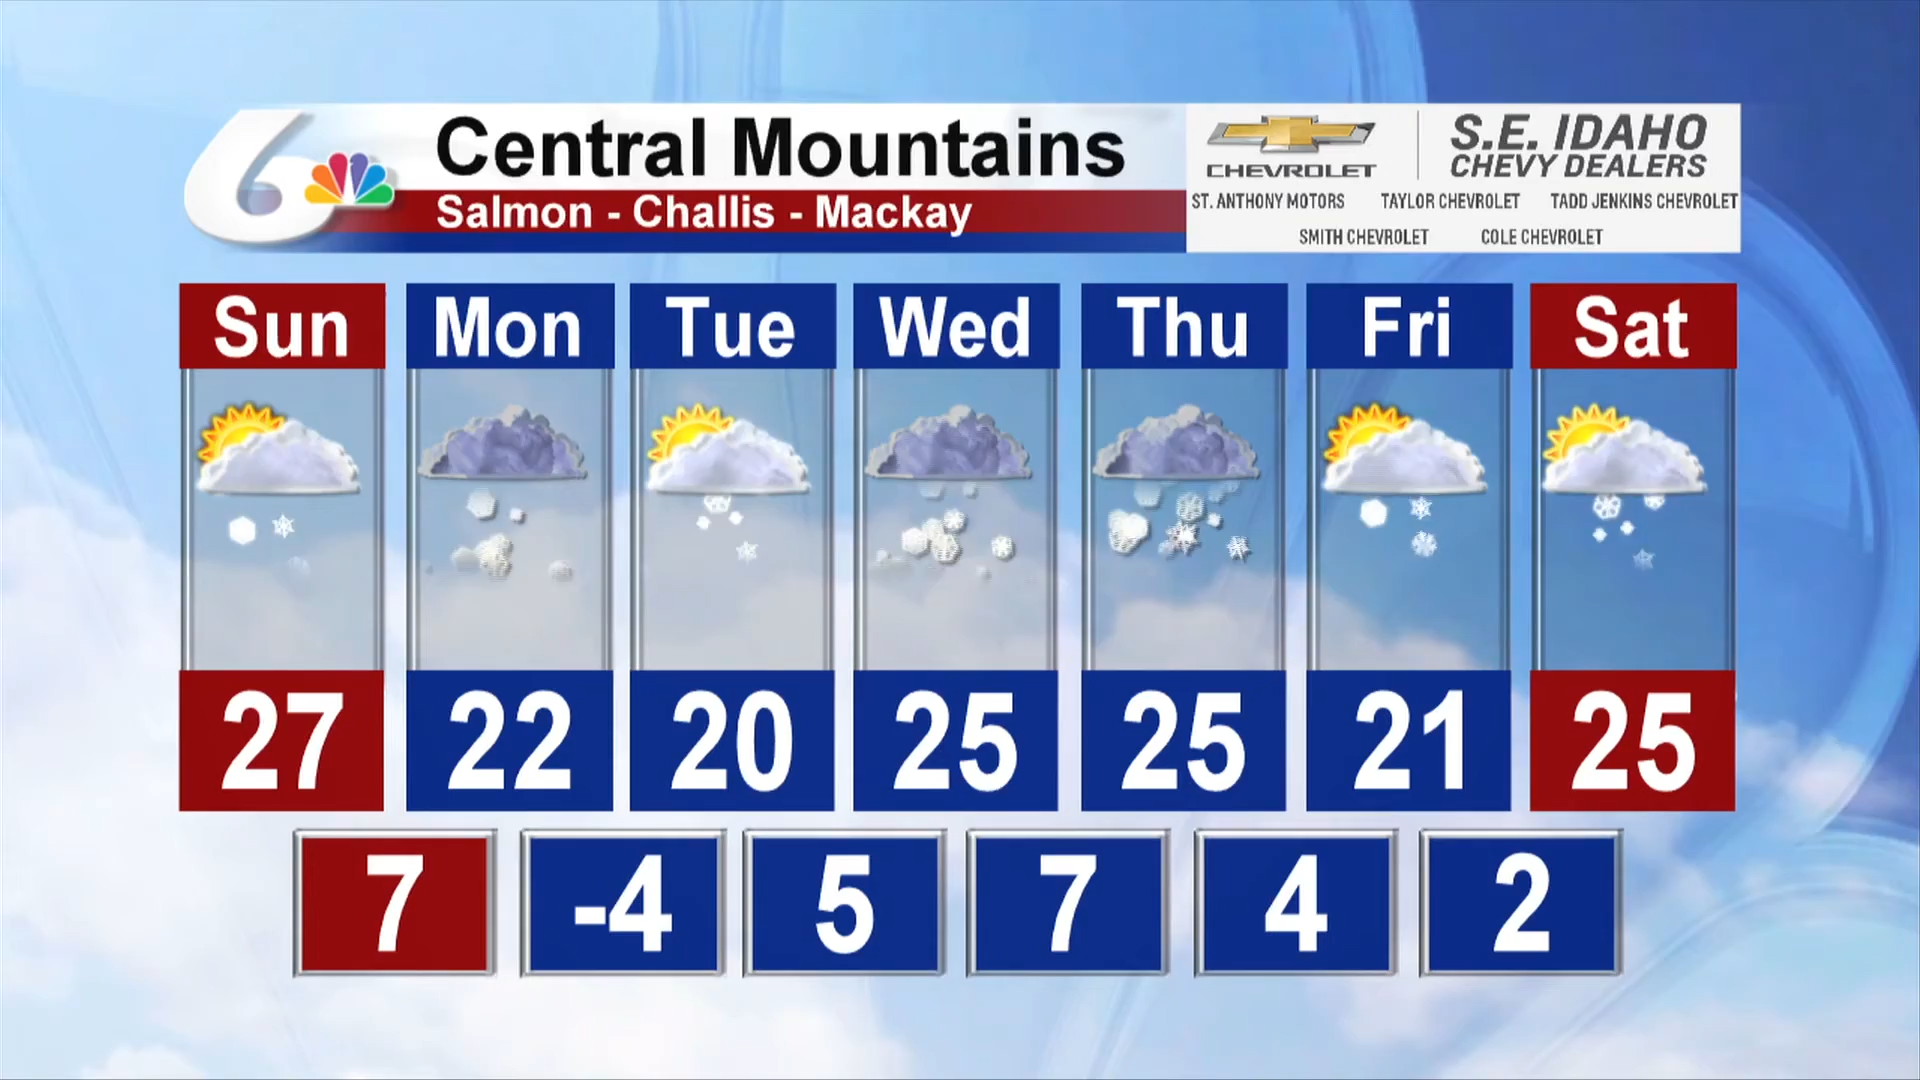 6
Central Mountains
Salmon - Challis - Mackay
CHEVROLET
S.E. IDAHO
CHEVY DEALERS
ST. ANTHONY MOTORS TAYLOR CHEVROLET TADD JENKINS CHEVROLET
SMITH CHEVROLET COLE CHEVROLET
Sun Mon Tue Wed Thu Fri Sat
27 22 20 25 25 21 25
7 -4 5 7 4 2